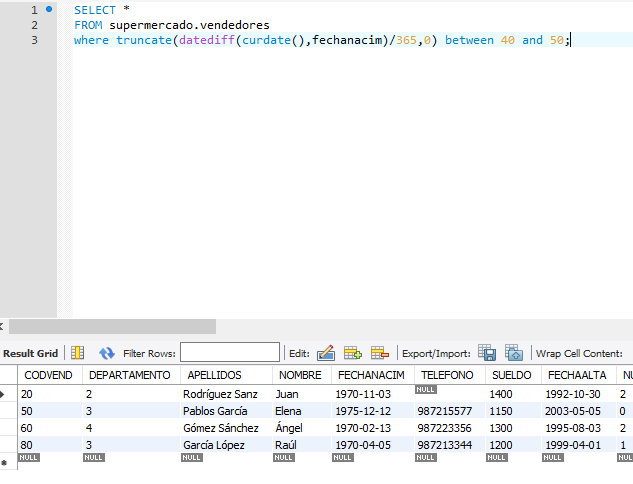 1 SELECT *
2 FROM supermercado.vendedores
3 where truncate(datediff(curdate(),fechanacim)/365,0) between 40 and 50;
Result Grid Filter Rows: Edit: Export/Import: Wrap Cell Content:
CODVEND DEPARTAMENTO APELLIDOS NOMBRE FECHANACIM TELEFONO SUELDO FECHAALTA
20 2 Rodríguez Sanz Juan 1970-11-03 NULL 1400 1992-10-30 2
50 3 Pablos García Elena 1975-12-12 987215577 1150 2003-05-05 0
60 4 Gómez Sánchez Ángel 1970-02-13 987223356 1300 1995-08-03 2
80 3 García López Raúl 1970-04-05 987213344 1200 1999-04-01 1
NULL NULL NULL NULL NULL NULL NULL NULL NULL